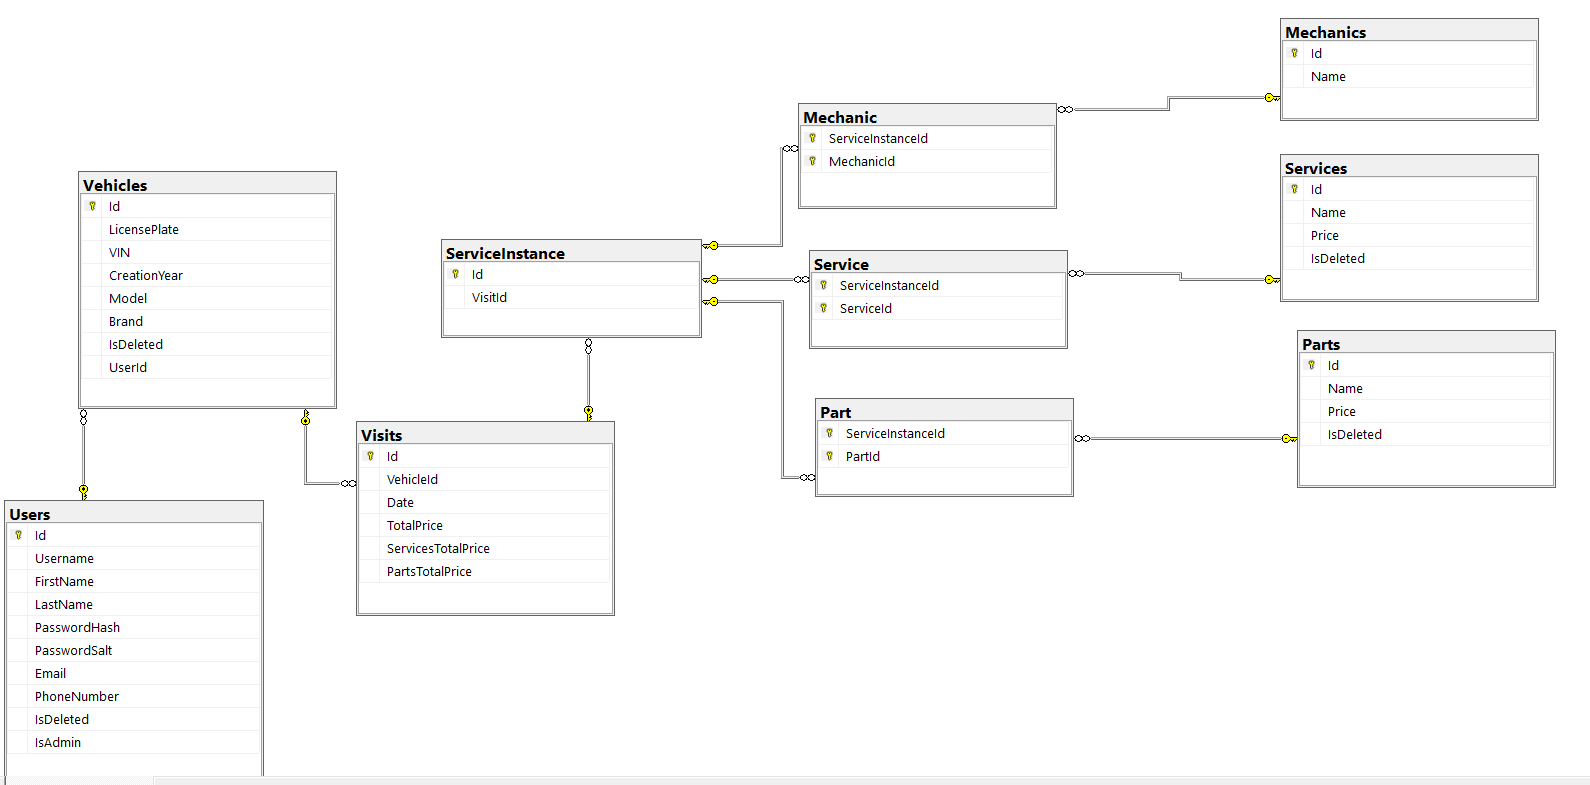 Mechanics
Id
Name
Mechanic
ServiceInstanceId
MechanicId
Services
Id
Name
Price
IsDeleted
Vehicles
Id
LicensePlate
VIN
CreationYear
Model
Brand
IsDeleted
UserId
ServiceInstance
Id
VisitId
Service
ServiceInstanceId
ServiceId
Parts
Id
Name
Price
IsDeleted
Part
ServiceInstanceId
PartId
Visits
Id
VehicleId
Date
TotalPrice
ServicesTotalPrice
PartsTotalPrice
Users
Id
Username
FirstName
LastName
PasswordHash
PasswordSalt
Email
PhoneNumber
IsDeleted
IsAdmin